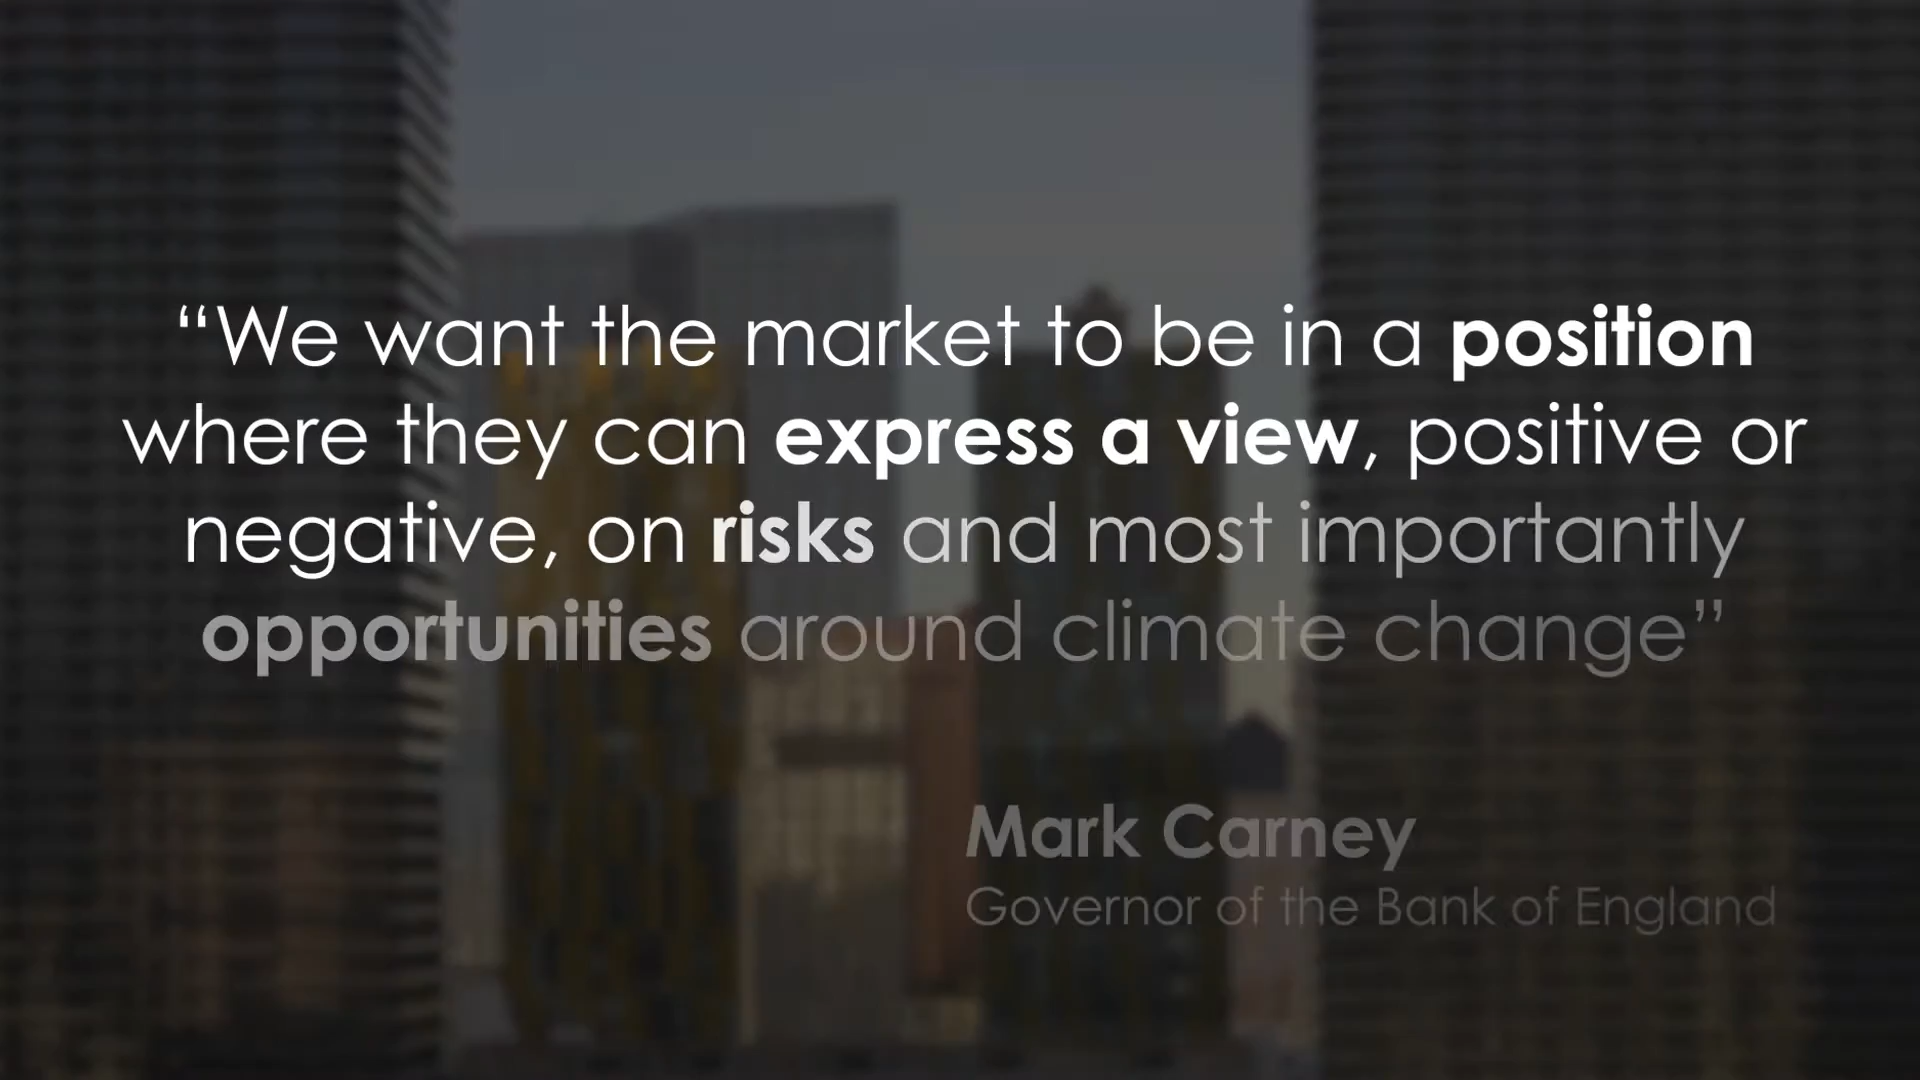 “We want the market to be in a position
where they can express a view, positive or
negative, on risks and most importantly
opportunities around climate change”
Mark Carney
Governor of the Bank of England